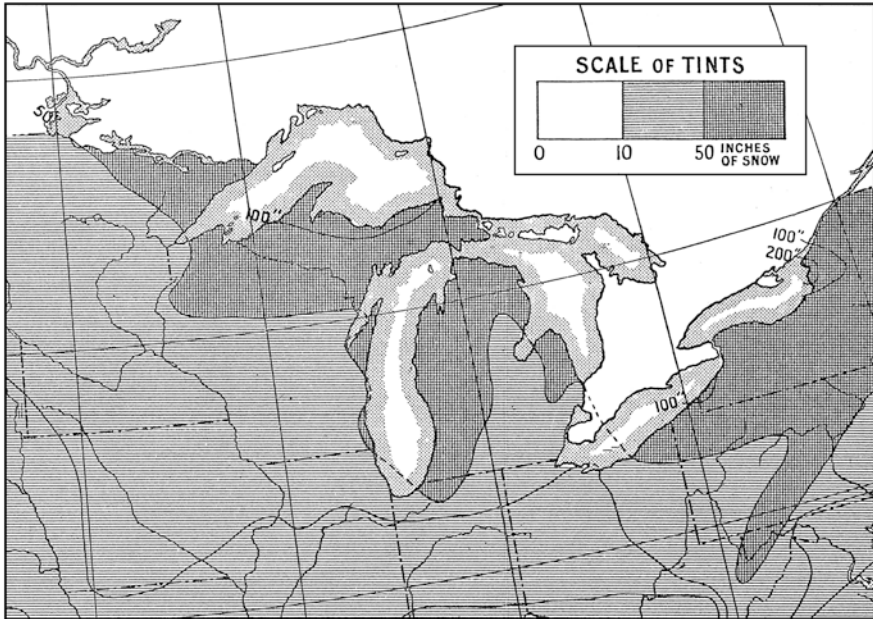 SCALE OF TINTS
0 10 50 INCHES
OF SNOW
50"
100"
100"
200"
100"